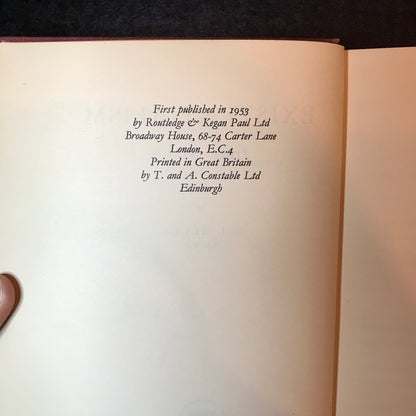 First published in 1953
by Routledge & Kegan Paul Ltd
Broadway House, 68-74 Carter Lane
London, E.C.4
Printed in Great Britain
by T. and A. Constable Ltd
Edinburgh